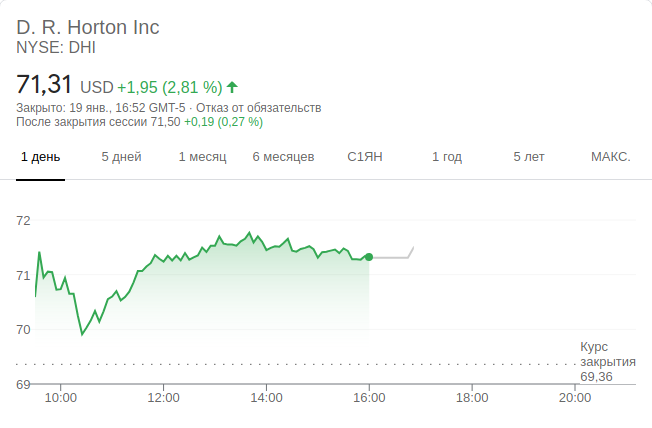 D. R. Horton Inc
NYSE: DHI
71,31 USD +1,95 (2,81 %)
Закрыто: 19 янв., 16:52 GMT-5 · Отказ от обязательств
После закрытия сессии 71,50 +0,19 (0,27 %)
1 день 5 дней 1 месяц 6 месяцев С1ЯН 1 год 5 лет МАКС.
72
71
70
Курс
закрытия
69,36
69
10:00 12:00 14:00 16:00 18:00 20:00